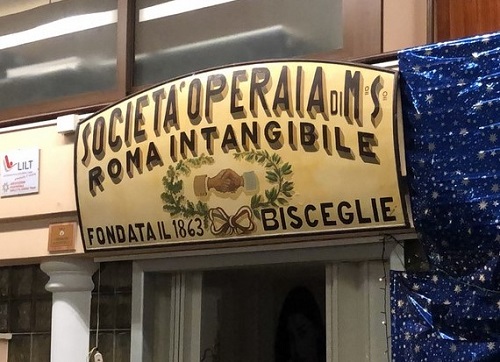 SOCIETA' OPERAIA DI M.S.
ROMA INTANGIBILE
FONDATA IL 1863 BISCEGLIE
LILT